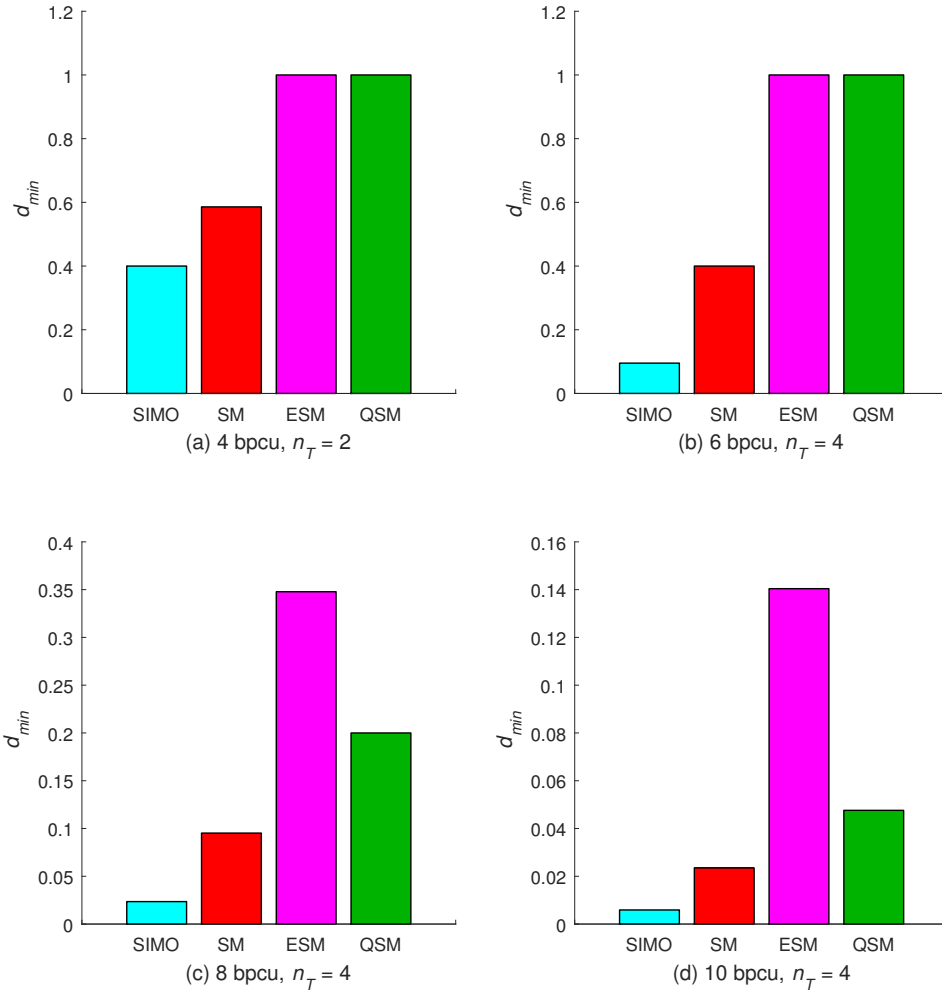 1.2
1
0.8
0.6
0.4
0.2
0
d_min
SIMO SM ESM QSM
(a) 4 bpcu, n_T = 2
1.2
1
0.8
0.6
0.4
0.2
0
d_min
SIMO SM ESM QSM
(b) 6 bpcu, n_T = 4
0.4
0.35
0.3
0.25
0.2
0.15
0.1
0.05
0
d_min
SIMO SM ESM QSM
(c) 8 bpcu, n_T = 4
0.16
0.14
0.12
0.1
0.08
0.06
0.04
0.02
0
d_min
SIMO SM ESM QSM
(d) 10 bpcu, n_T = 4